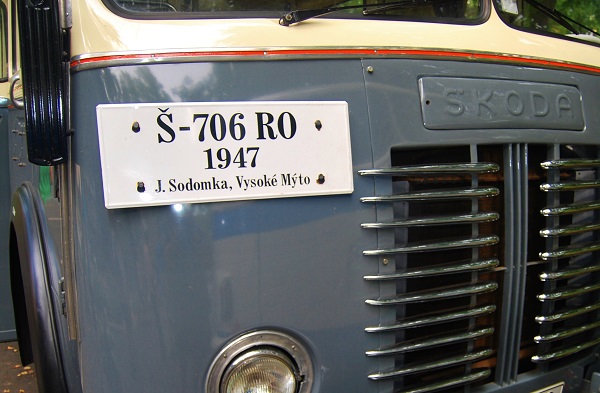 Š-706 RO
1947
J. Sodomka, Vysoké Mýto
ŠKODA